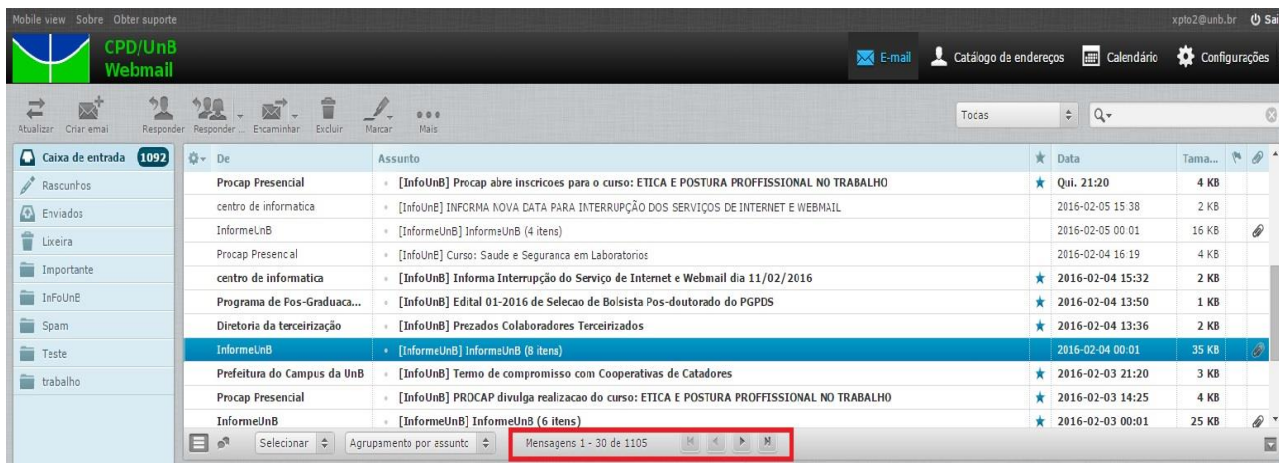 Mobile view Sobre Obter suporte xpto2@unb.br Sai
CPD/UnB
Webmail
E-mail Catálogo de endereços Calendário Configurações
Atualizar Criar emai Responder Responder ... Encaminhar Excluir Marcar Mais
Tocas
Caixa de entrada 1092
Rascunhos
Enviados
Lixeira
Importante
InFoUnB
Spam
Teste
trabalho
De Assunto Data Tama...
Procap Presencial [InfoUnB] Procap abre inscricoes para o curso: ETICA E POSTURA PROFFISSIONAL NO TRABALHO Qui. 21:20 4 KB
centro de informatica [InfoUnB] INFORMA NOVA DATA PARA INTERRUPÇÃO DOS SERVIÇOS DE INTERNET E WEBMAIL 2016-02-05 15 38 2 KB
InformeUnB [InformeUnB] InformeUnB (4 itens) 2016-02-05 00 01 16 KB
Procap Presencal [InfoUnB] Curso: Saude e Seguranca em Laboratorios 2016-02-04 16 19 4 KB
centro de informatica [InfoUnB] Informa Interrupção do Serviço de Internet e Webmail dia 11/02/2016 2016-02-04 15:32 2 KB
Programa de Pos-Graduaca... [InfoUnB] Edital 01-2016 de Selecao de Bolsista Pos-doutorado do PGPDS 2016-02-04 13:50 1 KB
Diretoria da terceirização [InfoUnB] Prezados Colaboradores Terceirizados 2016-02-04 13:36 2 KB
InformeUnB [InformeUnB] InformeUnB (8 itens) 2016-02-04 00:01 35 KB
Prefeitura do Campus da UnB [InfoUnB] Termo de compromisso com Cooperativas de Catadores 2016-02-03 21:20 3 KB
Procap Presencial [InfoUnB] PROCAP divulga realizacao do curso: ETICA E POSTURA PROFFISSIONAL NO TRABALHO 2016-02-03 14:25 4 KB
InformeUnB [InformeUnB] InformeUnB (6 itens) 2016-02-03 00:01 25 KB
Selecionar Agrupamento por assunto Mensagens 1 - 30 de 1105